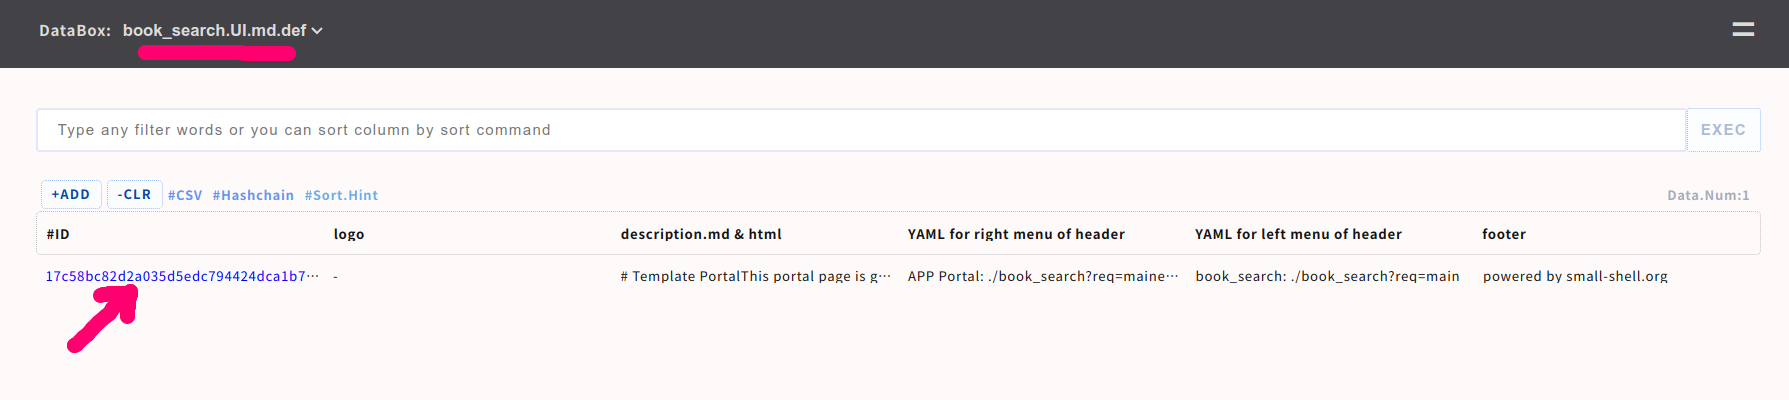 DataBox: book_search.UI.md.def
Type any filter words or you can sort column by sort command EXEC
+ADD -CLR #CSV #Hashchain #Sort.Hint Data.Num:1
#ID logo description.md & html YAML for right menu of header YAML for left menu of header footer
17c58bc82d2a035d5edc794424dca1b7… - # Template PortalThis portal page is g… APP Portal: ./book_search?req=maine… book_search: ./book_search?req=main powered by small-shell.org